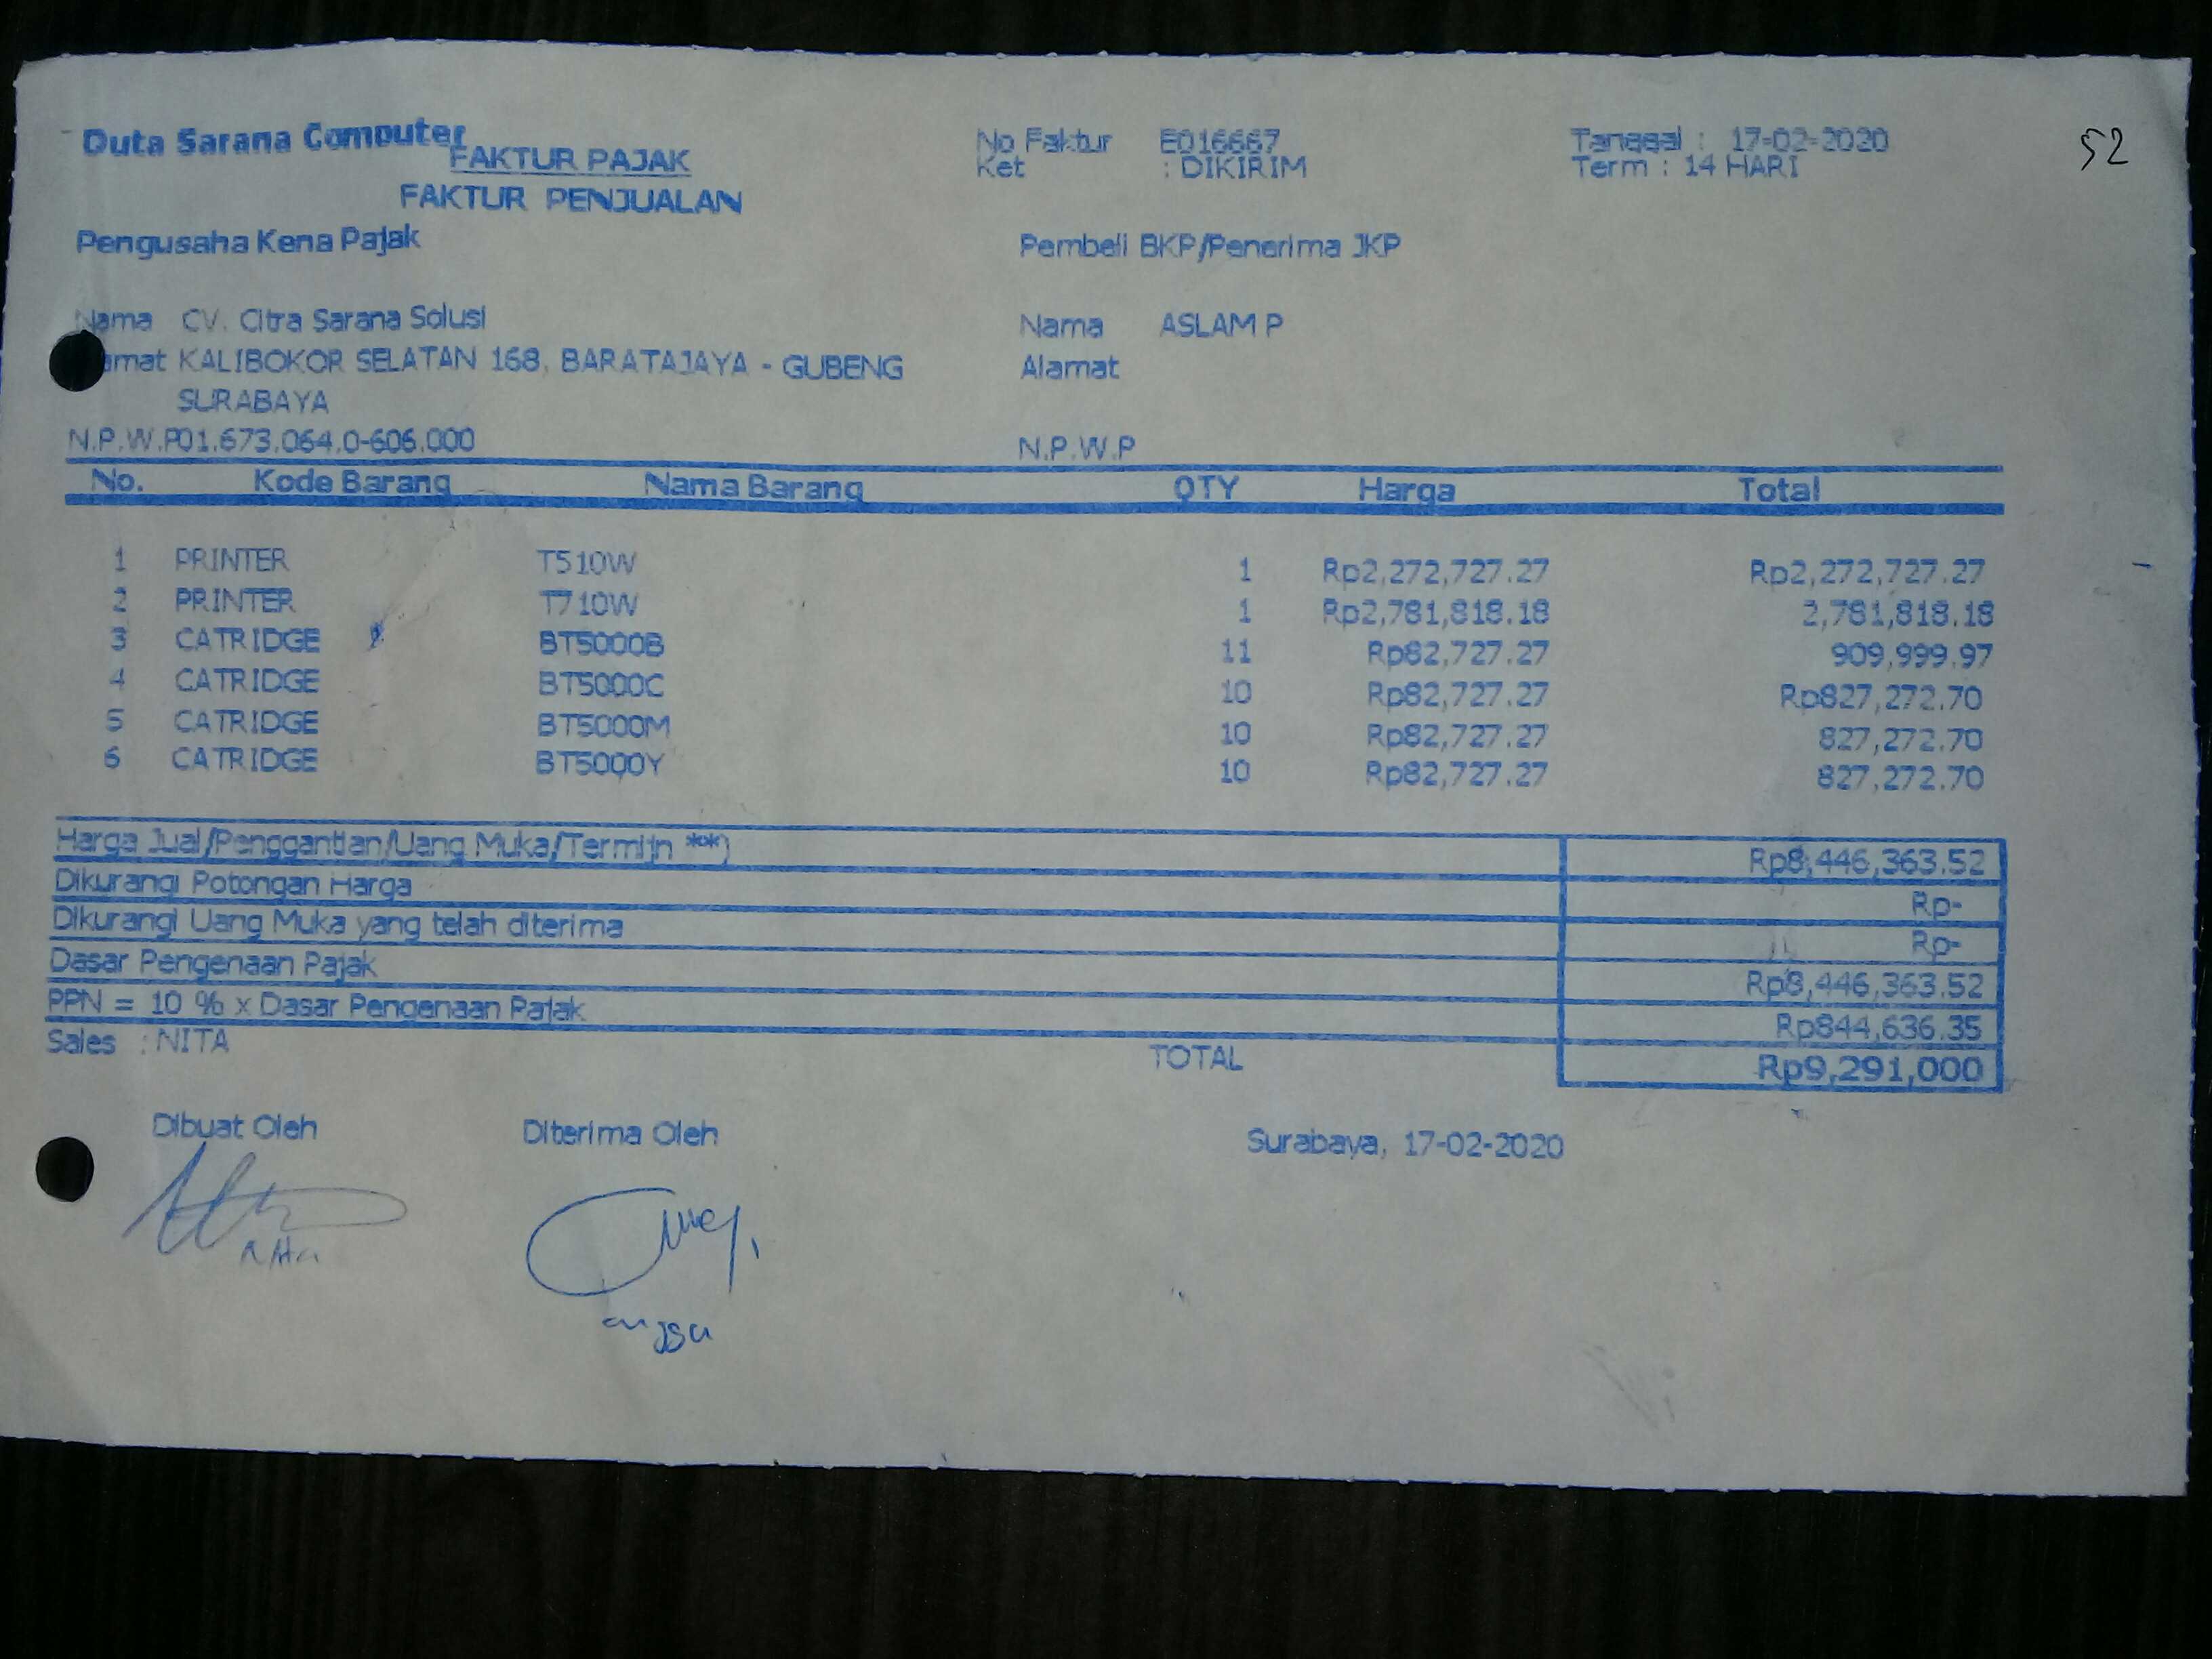 Duta Sarana Computer
FAKTUR PAJAK
FAKTUR PENJUALAN
No Faktur E016667
Ket : DIKIRIM
Tanggal : 17-02-2020
Term : 14 HARI
52
Pengusaha Kena Pajak
Pembeli BKP/Penerima JKP
Nama CV. Citra Sarana Solusi
Nama ASLAM P
amat KALIBOKOR SELATAN 168, BARATAJAYA - GUBENG
Alamat
SURABAYA
N.P.W.P01.673.064.0-606.000
N.P.W.P
No. Kode Barang Nama Barang QTY Harga Total
1 PRINTER T510W 1 Rp2,272,727.27 Rp2,272,727.27
2 PRINTER T710W 1 Rp2,781,818.18 2,781,818.18
3 CATRIDGE BT5000B 11 Rp82,727.27 909,999.97
4 CATRIDGE BT5000C 10 Rp82,727.27 Rp827,272.70
5 CATRIDGE BT5000M 10 Rp82,727.27 827,272.70
6 CATRIDGE BT5000Y 10 Rp82,727.27 827,272.70
Harga Jual/Penggantian/Uang Muka/Termijn **) Rp8,446,363.52
Dikurangi Potongan Harga Rp-
Dikurangi Uang Muka yang telah diterima Rp-
Dasar Pengenaan Pajak Rp8,446,363.52
PPN = 10 % x Dasar Pengenaan Pajak Rp844,636.35
Sales : NITA
TOTAL Rp9,291,000
Dibuat Oleh
Diterima Oleh
Surabaya, 17-02-2020
nita
angga